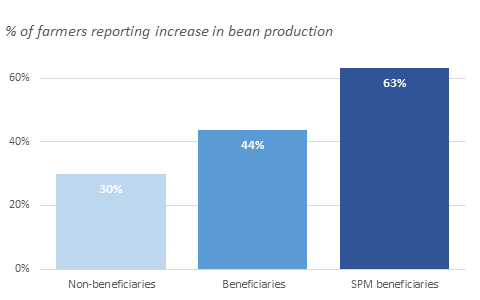 % of farmers reporting increase in bean production
60%
40%
20%
0%
30%
44%
63%
Non-beneficiaries
Beneficiaries
SPM beneficiaries